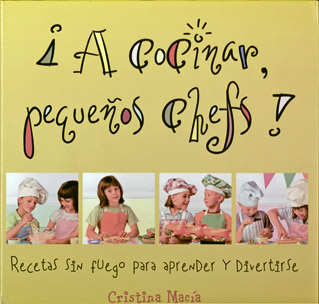 ¡A cocinar,
pequeños chefs!
Recetas sin fuego para aprender y divertirse
Cristina Macía